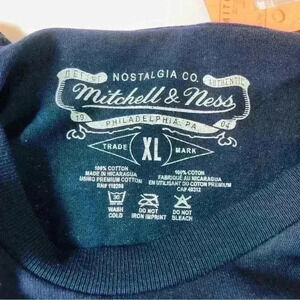 NOSTALGIA CO.
AUTHENTIC
Mitchell & Ness
19 04
PHILADELPHIA, PA
TRADE XL MARK
100% COTTON
MADE IN NICARAGUA
USING PREMIUM COTTON
100% COTTON
FABRIQUÉ AU NICARAGUA
EN UTILISANT DU COTON PREMIUM
30
WASH
COLD
DO NOT
IRON IMPRINT
DO NOT
BLEACH